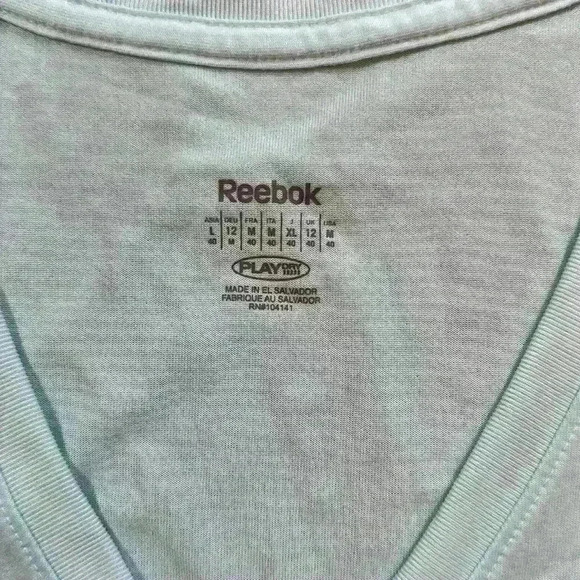 Reebok
ASIA DEU FRA ITA J UK USA
L 12 M M XL 12 M
40 M 40 40 40 40 40
PLAYDRY
MADE IN EL SALVADOR
FABRIQUE AU SALVADOR
RN#104141